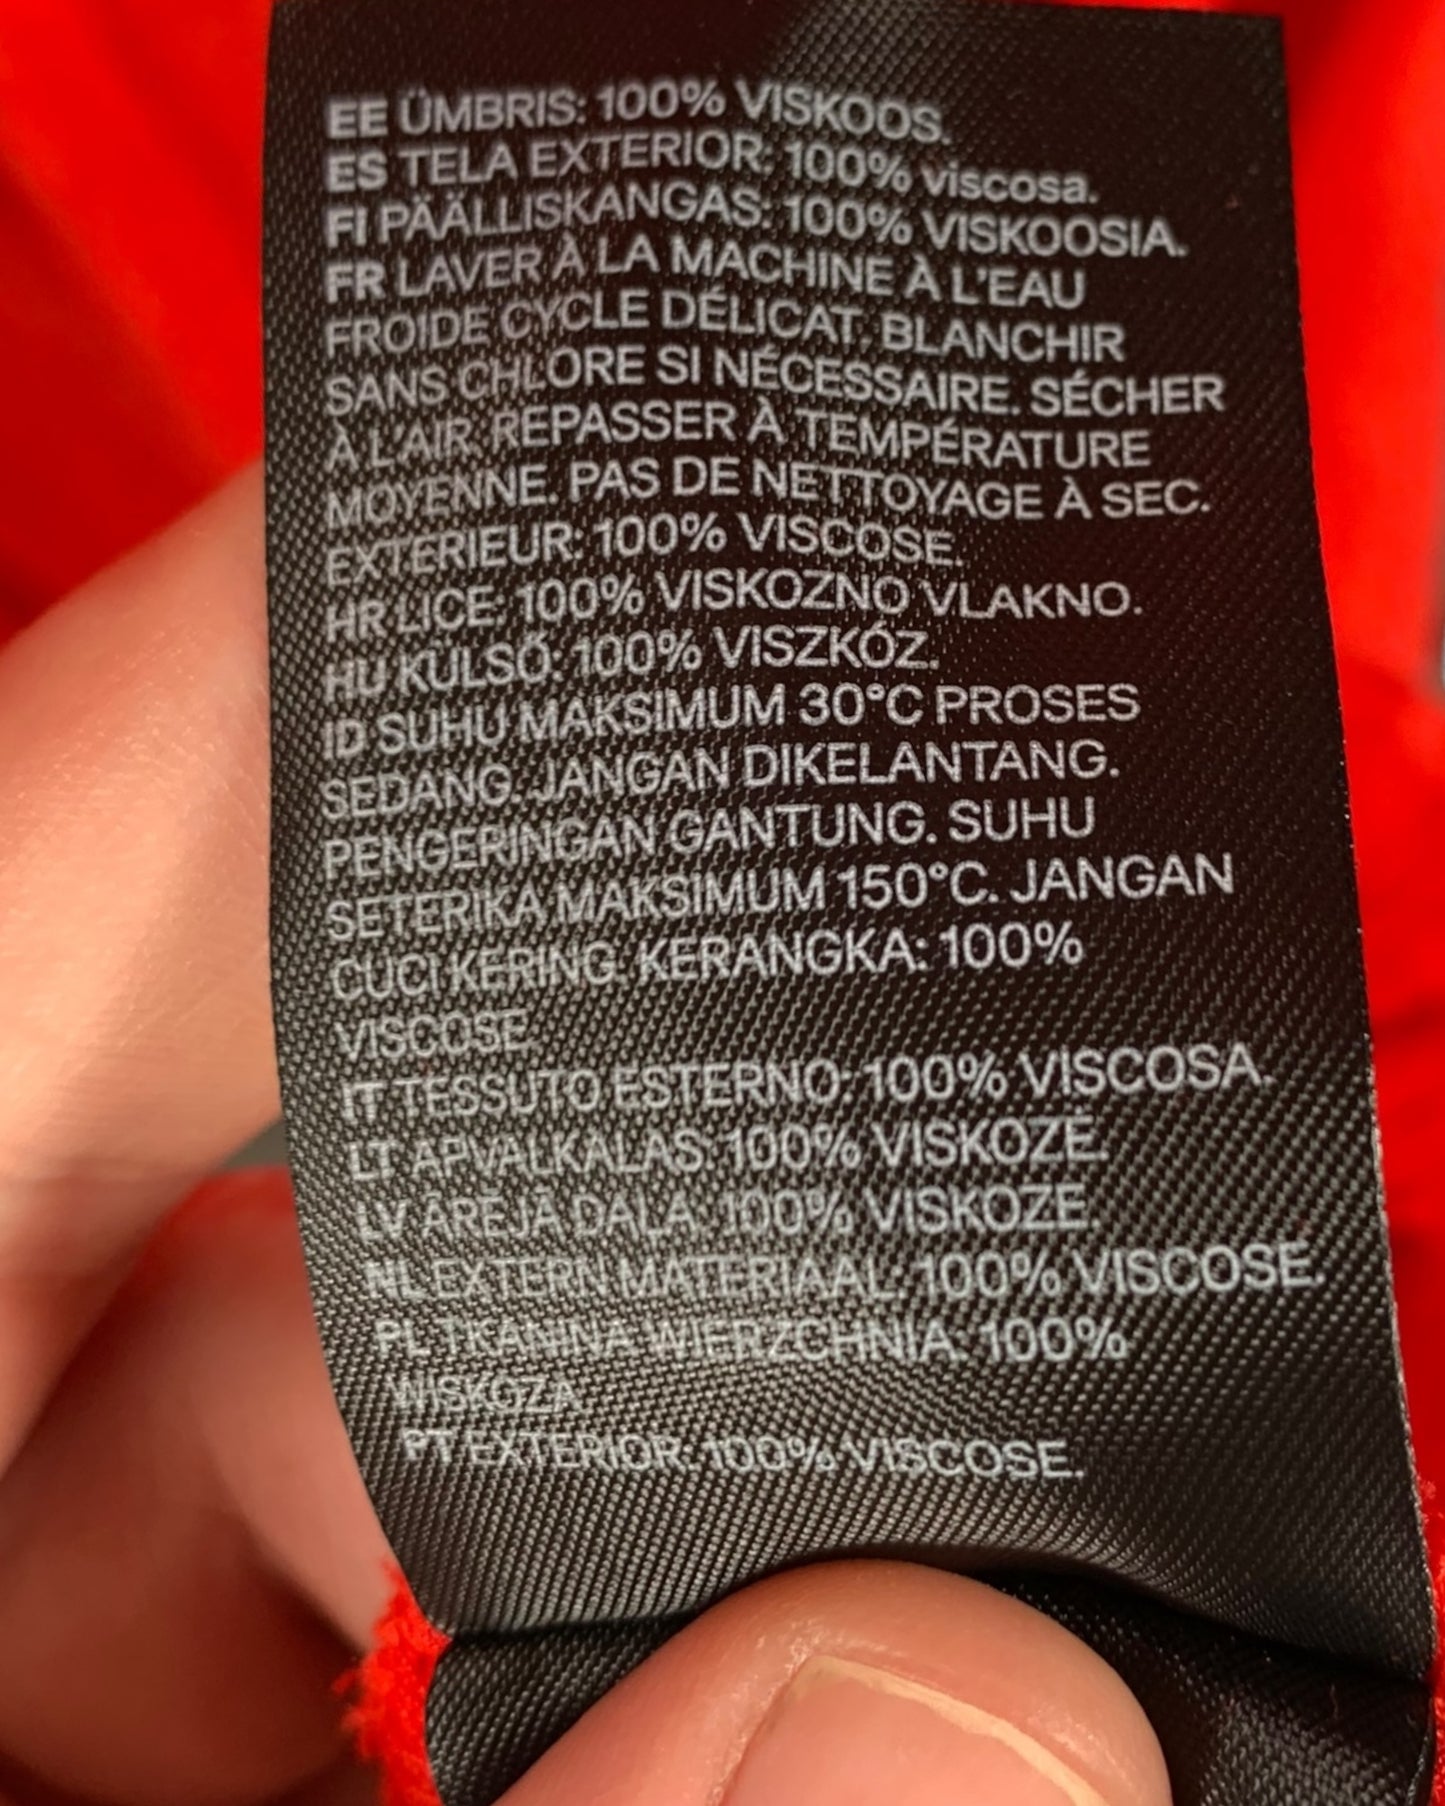 EE ÜMBRIS: 100% VISKOOS.
ES TELA EXTERIOR: 100% viscosa.
FI PÄÄLLISKANGAS: 100% VISKOOSIA.
FR LAVER À LA MACHINE À L'EAU
FROIDE CYCLE DÉLICAT. BLANCHIR
SANS CHLORE SI NÉCESSAIRE. SÉCHER
À L'AIR. REPASSER À TEMPÉRATURE
MOYENNE. PAS DE NETTOYAGE À SEC.
EXTERIEUR: 100% VISCOSE.
HR LICE: 100% VISKOZNO VLAKNO.
HU KÜLSŐ: 100% VISZKÓZ.
ID SUHU MAKSIMUM 30°C PROSES
SEDANG. JANGAN DIKELANTANG.
PENGERINGAN GANTUNG. SUHU
SETERIKA MAKSIMUM 150°C. JANGAN
CUCI KERING. KERANGKA: 100%
VISCOSE.
IT TESSUTO ESTERNO: 100% VISCOSA.
LT APVALKALAS: 100% VISKOZĖ.
LV ĀRĒJĀ DAĻA: 100% VISKOZE.
NL EXTERN MATERIAAL: 100% VISCOSE.
PL TKANINA WIERZCHNIA: 100%
WISKOZA
PT EXTERIOR: 100% VISCOSE.